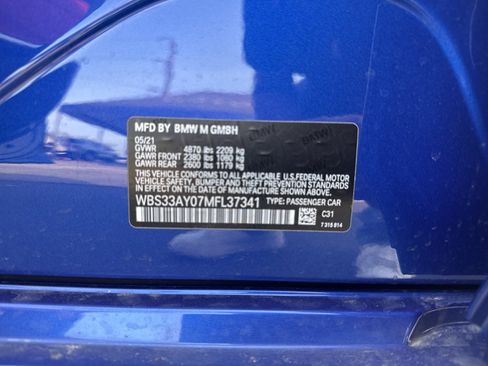 MFD BY BMW M GMBH
05/21
GVWR 4870 lbs 2209 kg
GAWR FRONT 2380 lbs 1080 kg
GAWR REAR 2600 lbs 1179 kg
THIS VEHICLE CONFORMS TO ALL APPLICABLE U.S. FEDERAL MOTOR
VEHICLE SAFETY, BUMPER, AND THEFT PREVENTION STANDARDS
IN EFFECT ON THE DATE OF MANUFACTURE SHOWN ABOVE.
WBS33AY07MFL37341 TYPE: PASSENGER CAR
C31
7 315 814